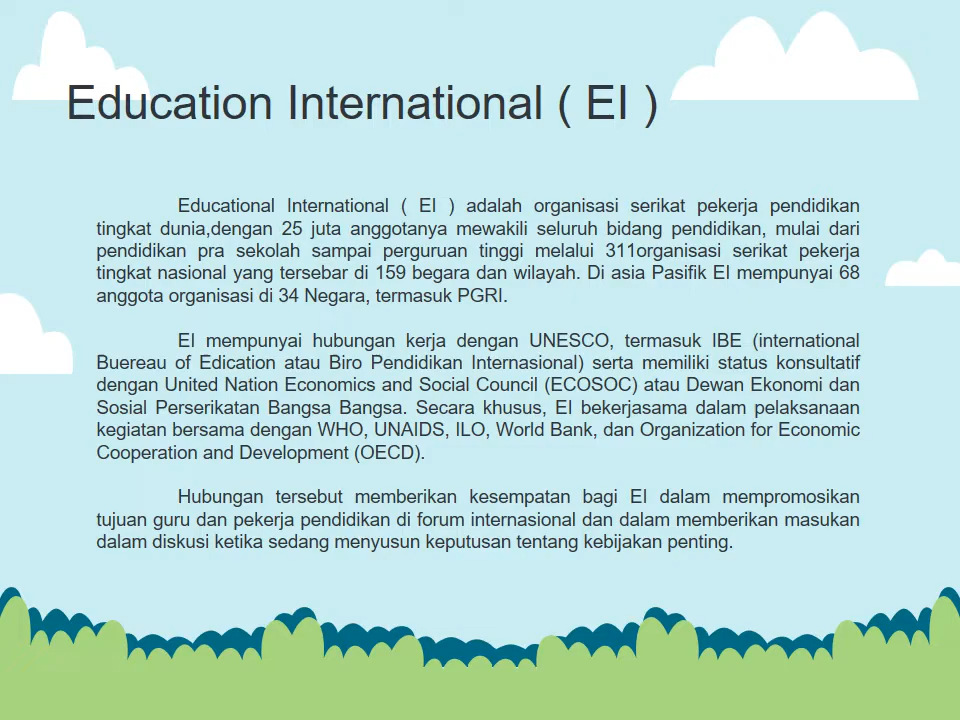 Education International ( EI )
Educational International ( EI ) adalah organisasi serikat pekerja pendidikan
tingkat dunia,dengan 25 juta anggotanya mewakili seluruh bidang pendidikan, mulai dari
pendidikan pra sekolah sampai perguruan tinggi melalui 311organisasi serikat pekerja
tingkat nasional yang tersebar di 159 begara dan wilayah. Di asia Pasifik EI mempunyai 68
anggota organisasi di 34 Negara, termasuk PGRI.
EI mempunyai hubungan kerja dengan UNESCO, termasuk IBE (international
Buereau of Edication atau Biro Pendidikan Internasional) serta memiliki status konsultatif
dengan United Nation Economics and Social Council (ECOSOC) atau Dewan Ekonomi dan
Sosial Perserikatan Bangsa Bangsa. Secara khusus, EI bekerjasama dalam pelaksanaan
kegiatan bersama dengan WHO, UNAIDS, ILO, World Bank, dan Organization for Economic
Cooperation and Development (OECD).
Hubungan tersebut memberikan kesempatan bagi EI dalam mempromosikan
tujuan guru dan pekerja pendidikan di forum internasional dan dalam memberikan masukan
dalam diskusi ketika sedang menyusun keputusan tentang kebijakan penting.